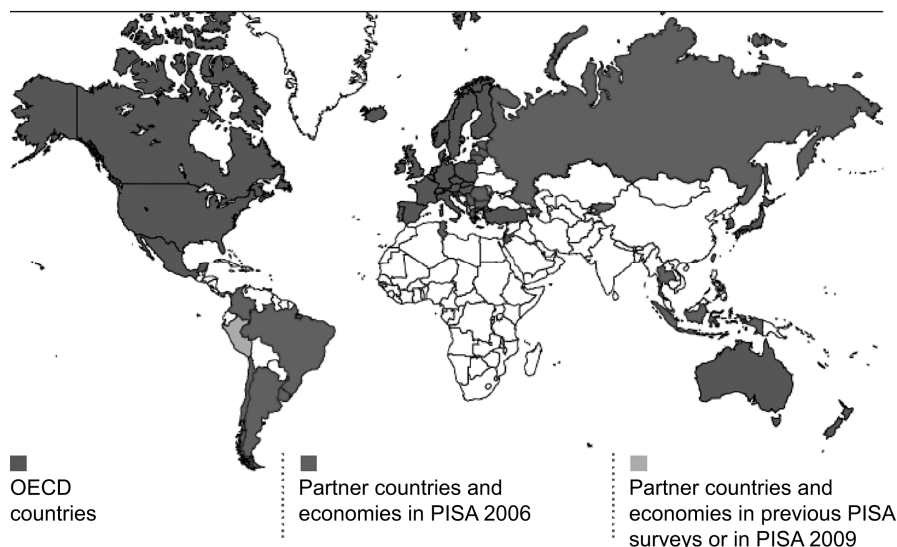 OECD
countries
Partner countries and
economies in PISA 2006
Partner countries and
economies in previous PISA
surveys or in PISA 2009